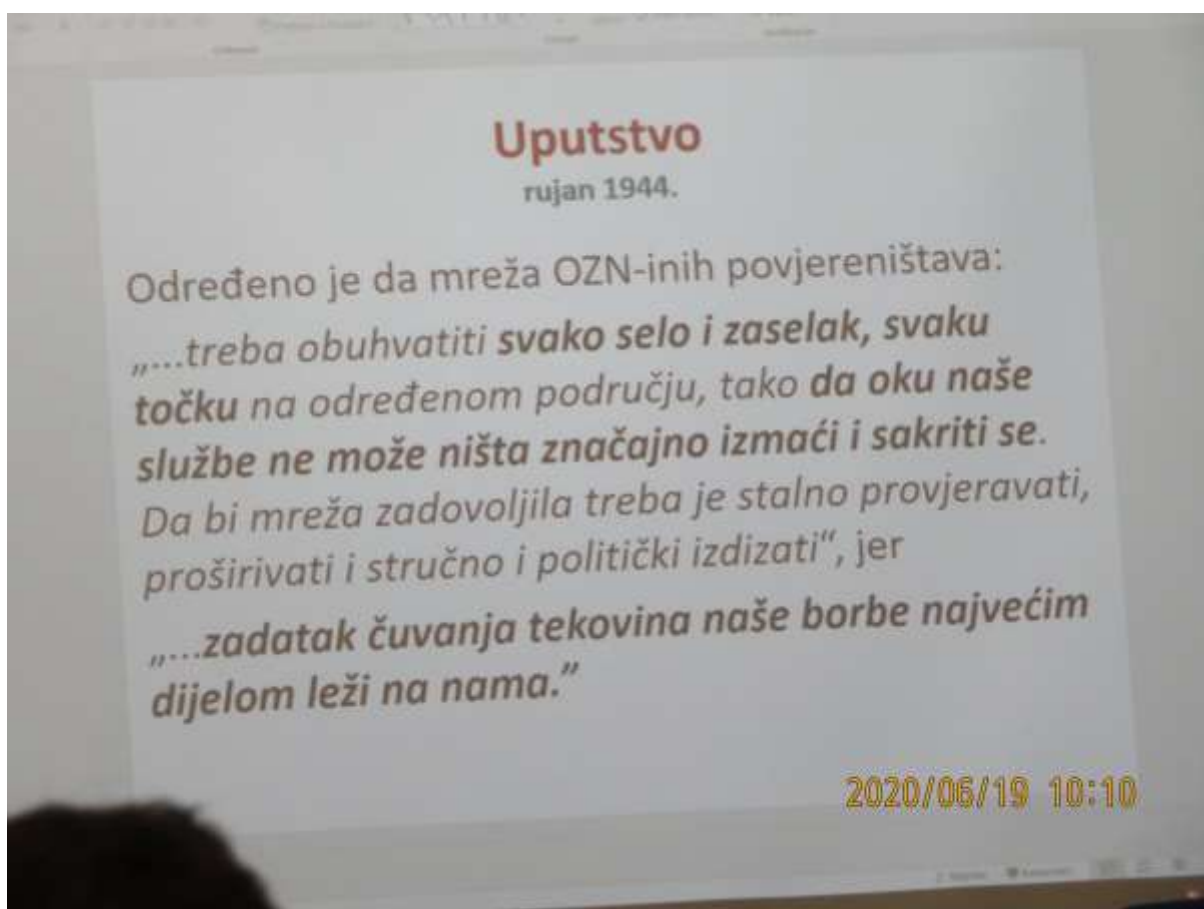 Uputstvo
rujan 1944.
Određeno je da mreža OZN-inih povjereništava:
„...treba obuhvatiti svako selo i zaselak, svaku
točku na određenom području, tako da oku naše
službe ne može ništa značajno izmaći i sakriti se.
Da bi mreža zadovoljila treba je stalno provjeravati,
proširivati i stručno i politički izdizati“, jer
„...zadatak čuvanja tekovina naše borbe najvećim
dijelom leži na nama.”
2020/06/19 10:10